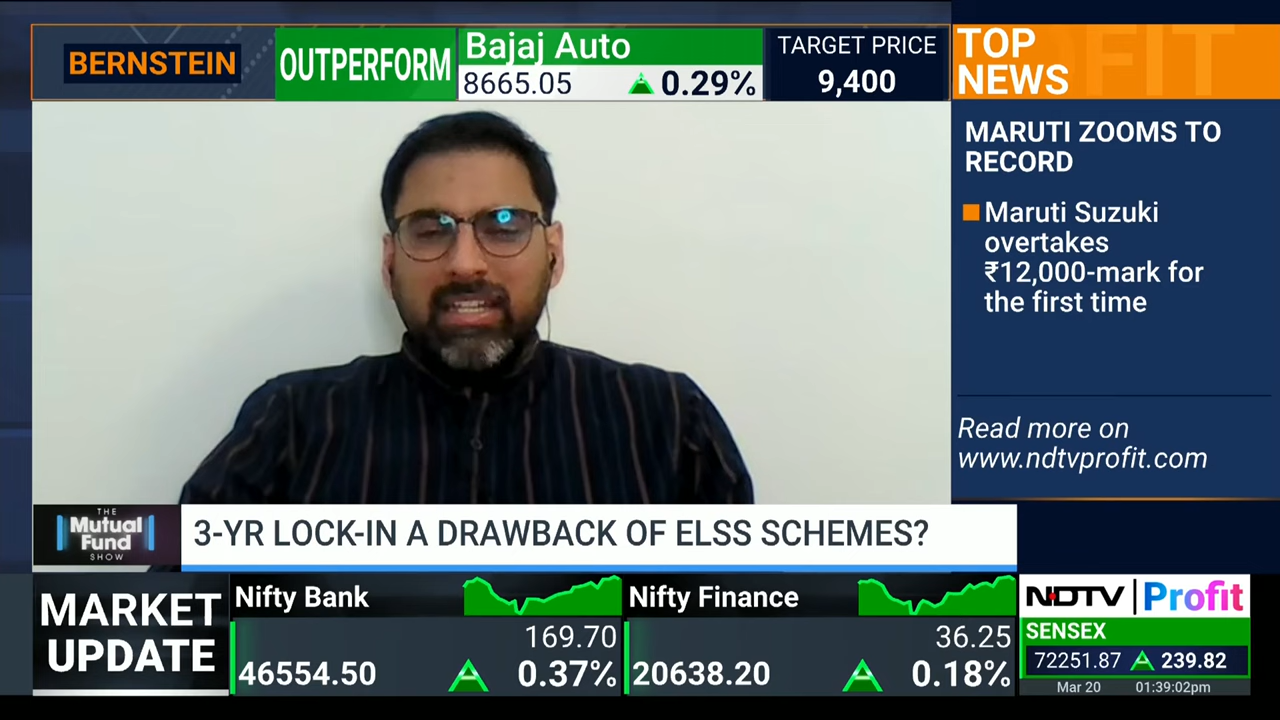 BERNSTEIN
OUTPERFORM
Bajaj Auto
8665.05 0.29%
TARGET PRICE
9,400
TOP
NEWS
MARUTI ZOOMS TO
RECORD
Maruti Suzuki
overtakes
₹12,000-mark for
the first time
Read more on
www.ndtvprofit.com
THE
Mutual
Fund
SHOW
3-YR LOCK-IN A DRAWBACK OF ELSS SCHEMES?
MARKET
UPDATE
Nifty Bank
169.70
46554.50 0.37%
Nifty Finance
36.25
20638.20 0.18%
NDTV Profit
SENSEX
72251.87 239.82
Mar 20 01:39:02pm